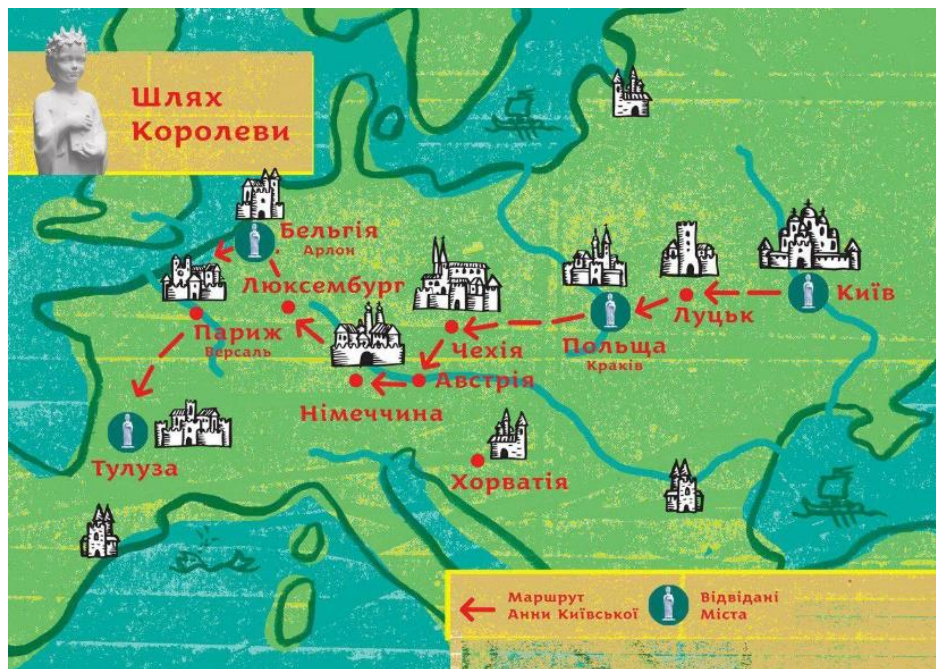 Шлях
Королеви
Бельгія
Арлон
Люксембург
Париж
Версаль
Тулуза
Німеччина
Чехія
Австрія
Хорватія
Польща
Краків
Луцьк
Київ
Маршрут
Анни Київської
Відвідані
Міста